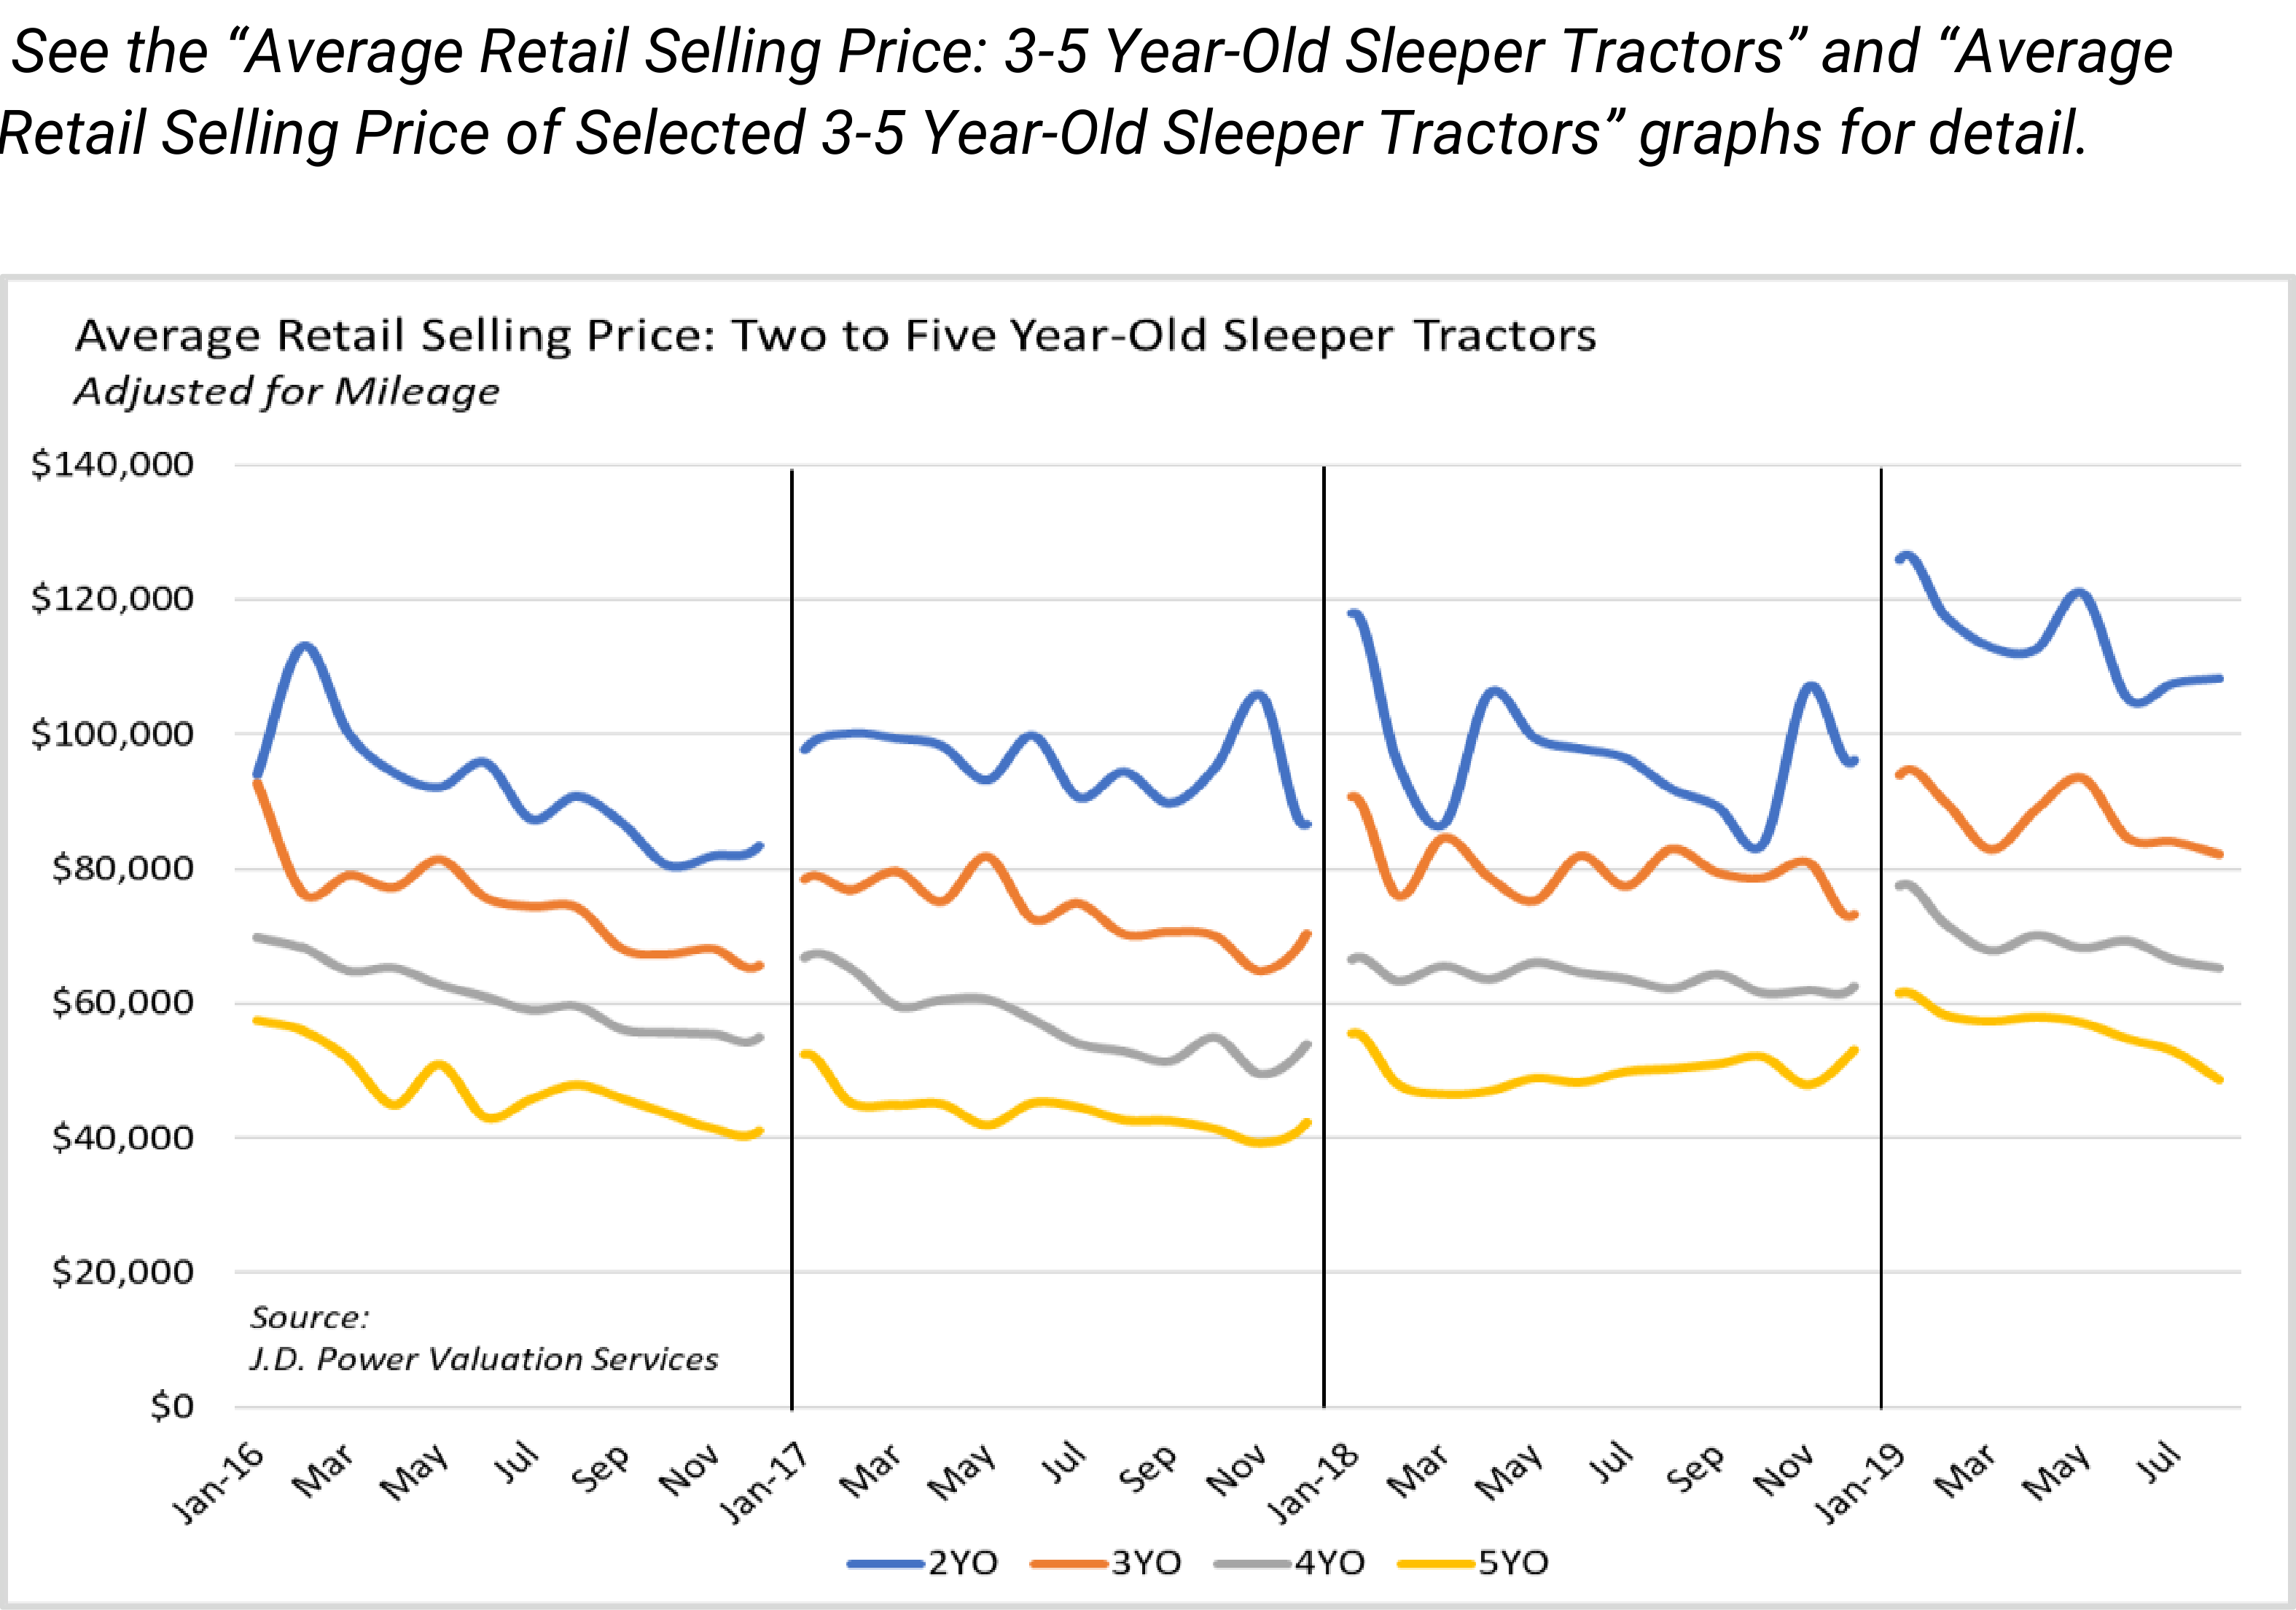 See the “Average Retail Selling Price: 3-5 Year-Old Sleeper Tractors” and “Average
Retail Selling Price of Selected 3-5 Year-Old Sleeper Tractors” graphs for detail.
Average Retail Selling Price: Two to Five Year-Old Sleeper Tractors
Adjusted for Mileage
$140,000
$120,000
$100,000
$80,000
$60,000
$40,000
$20,000
$0
Source:
J.D. Power Valuation Services
Jan-16 Mar May Jul Sep Nov Jan-17 Mar May Jul Sep Nov Jan-18 Mar May Jul Sep Nov Jan-19 Mar May Jul
2YO 3YO 4YO 5YO